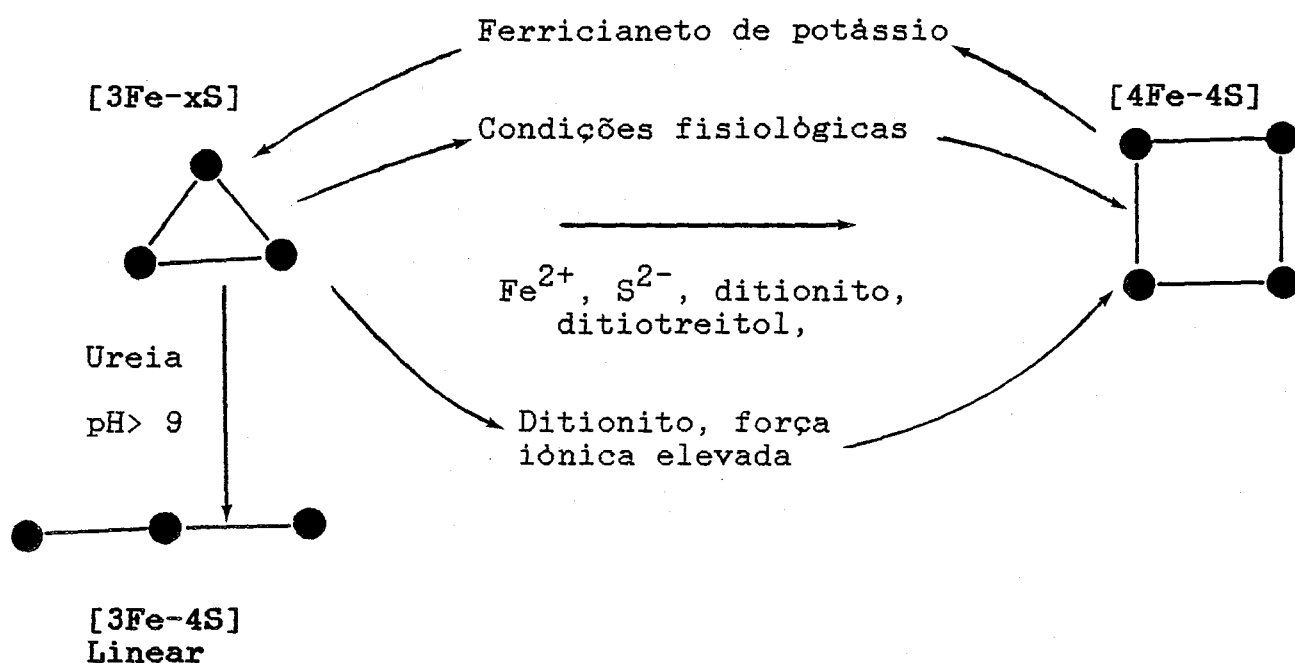 Ferricianeto de potàssio
[3Fe-xS]
[4Fe-4S]
Condições fisiològicas
Fe2+, S2-, ditionito,
ditiotreitol,
Ureia
pH> 9
Ditionito, força
iònica elevada
[3Fe-4S]
Linear